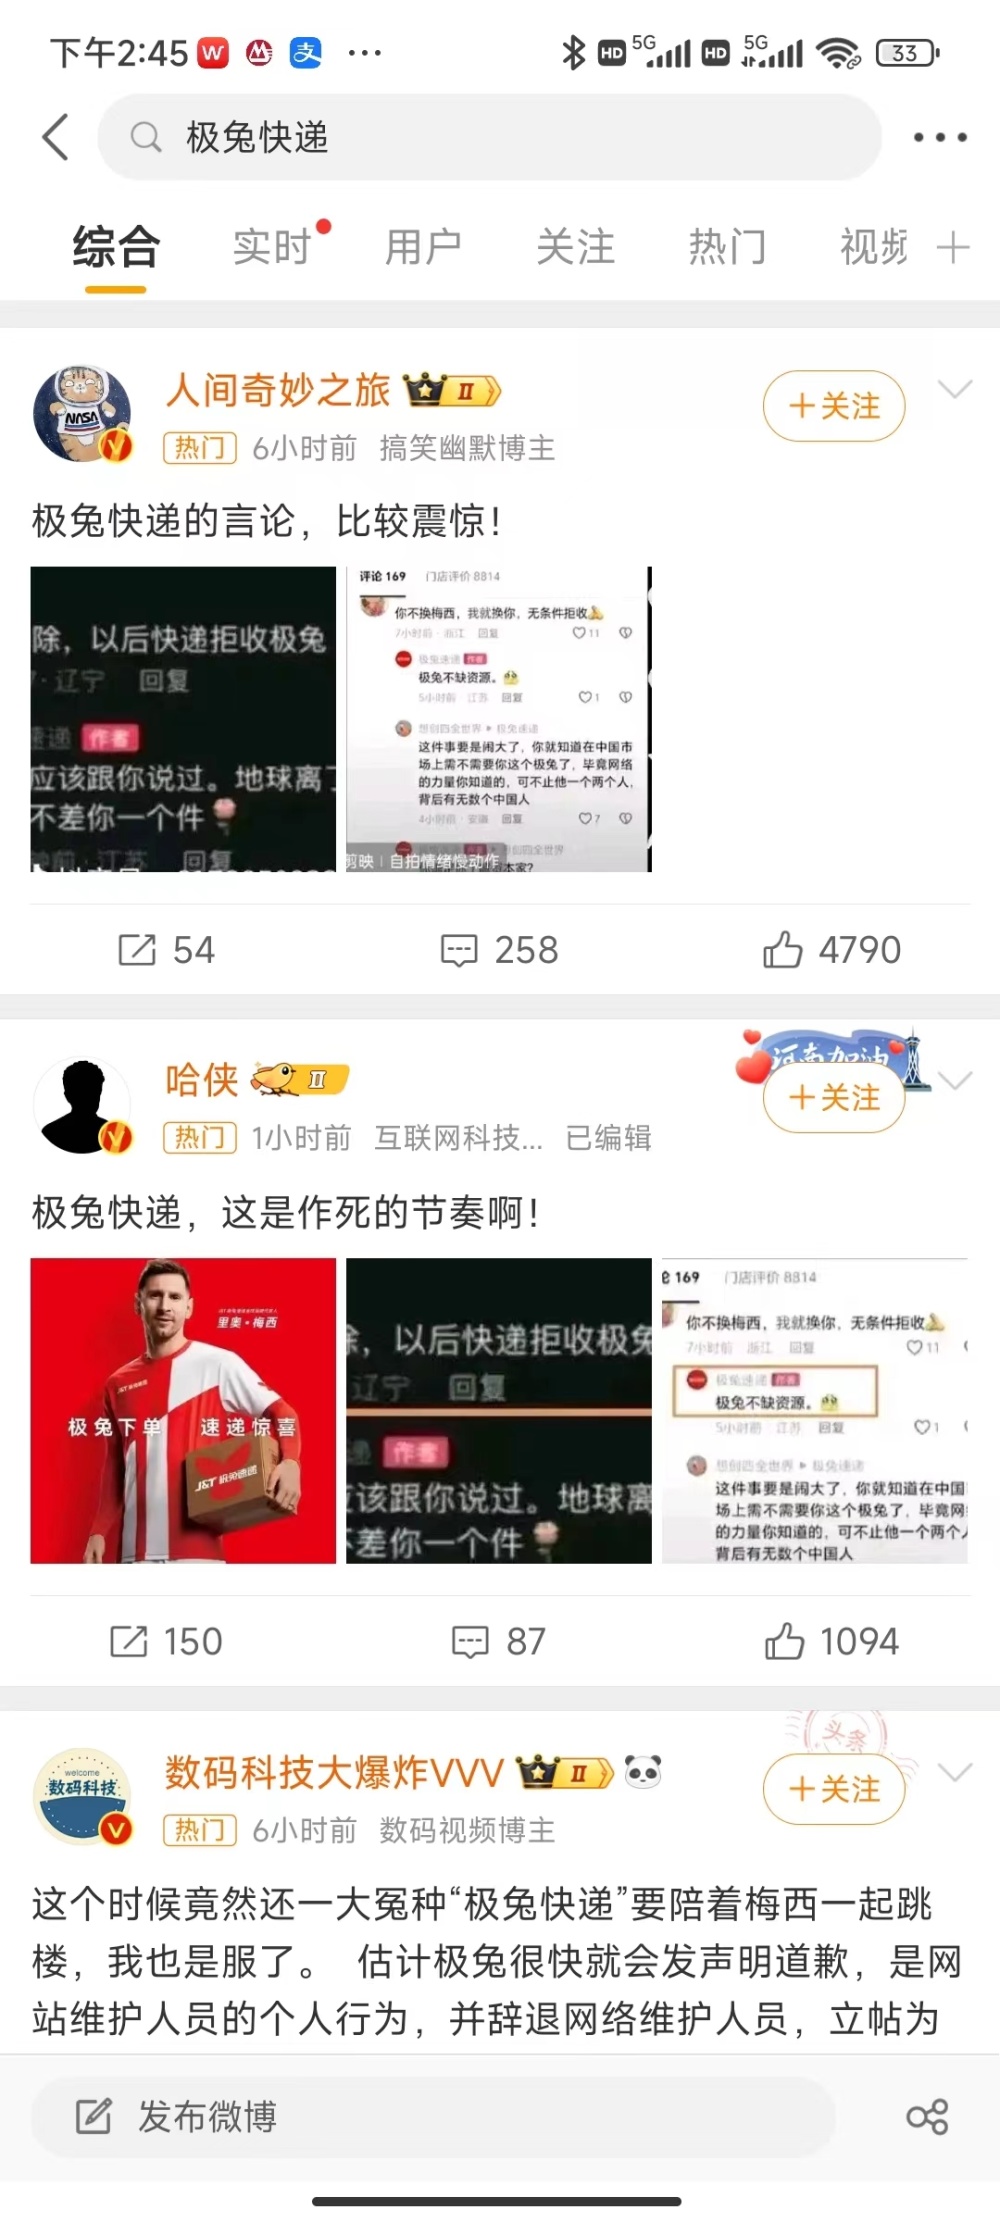 下午2:45
HD 5G HD 5G 33
极兔快递
综合 实时 用户 关注 热门 视频
人间奇妙之旅 II
+关注
热门 6小时前 搞笑幽默博主
NASA
极兔快递的言论，比较震惊！
除，以后快递拒收极兔
辽宁 回复
递 作者
应该跟你说过。地球离
不差你一个件
江苏 回复
评论 169 门店评价 8814
你不换梅西，我就换你，无条件拒收
7小时前·浙江 回复 11
极兔速递 作者
极兔不缺资源。
5小时前·江苏 回复 1
想创四全世界 ▸ 极兔速递
这件事要是闹大了，你就知道在中国市
场上需不需要你这个极兔了，毕竟网络
的力量你知道的，可不止他一个两个人，
背后有无数个中国人
4小时前·安徽 回复 7
剪映 | 自拍情绪慢动作
54 258 4790
哈侠 II
河南加油
+关注
热门 1小时前 互联网科技... 已编辑
极兔快递，这是作死的节奏啊！
里奥·梅西
J&T 极兔速递
极兔下单 速递惊喜
J&T 极兔速递
，以后快递拒收极兔
辽宁 回复
作者
该跟你说过。地球离
差你一个件
169 门店评价 8814
你不换梅西，我就换你，无条件拒收
7小时前·浙江 回复 11
极兔速递 作者
极兔不缺资源。
5小时前·江苏 回复 1
想创四全世界 ▸ 极兔速递
这件事要是闹大了，你就知道在中国
场上需不需要你这个极兔了，毕竟网
的力量你知道的，可不止他一个两个人
背后有无数个中国人
150 87 1094
头条
welcome
数码科技
数码科技大爆炸VVV II
+关注
热门 6小时前 数码视频博主
这个时候竟然还一大冤种“极兔快递”要陪着梅西一起跳
楼，我也是服了。 估计极兔很快就会发声明道歉，是网
站维护人员的个人行为，并辞退网络维护人员，立帖为
发布微博